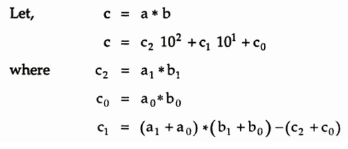 Let, c = a * b
c = c₂ 10² + c₁ 10¹ + c₀
where c₂ = a₁ * b₁
c₀ = a₀ * b₀
c₁ = (a₁ + a₀) * (b₁ + b₀) – (c₂ + c₀)